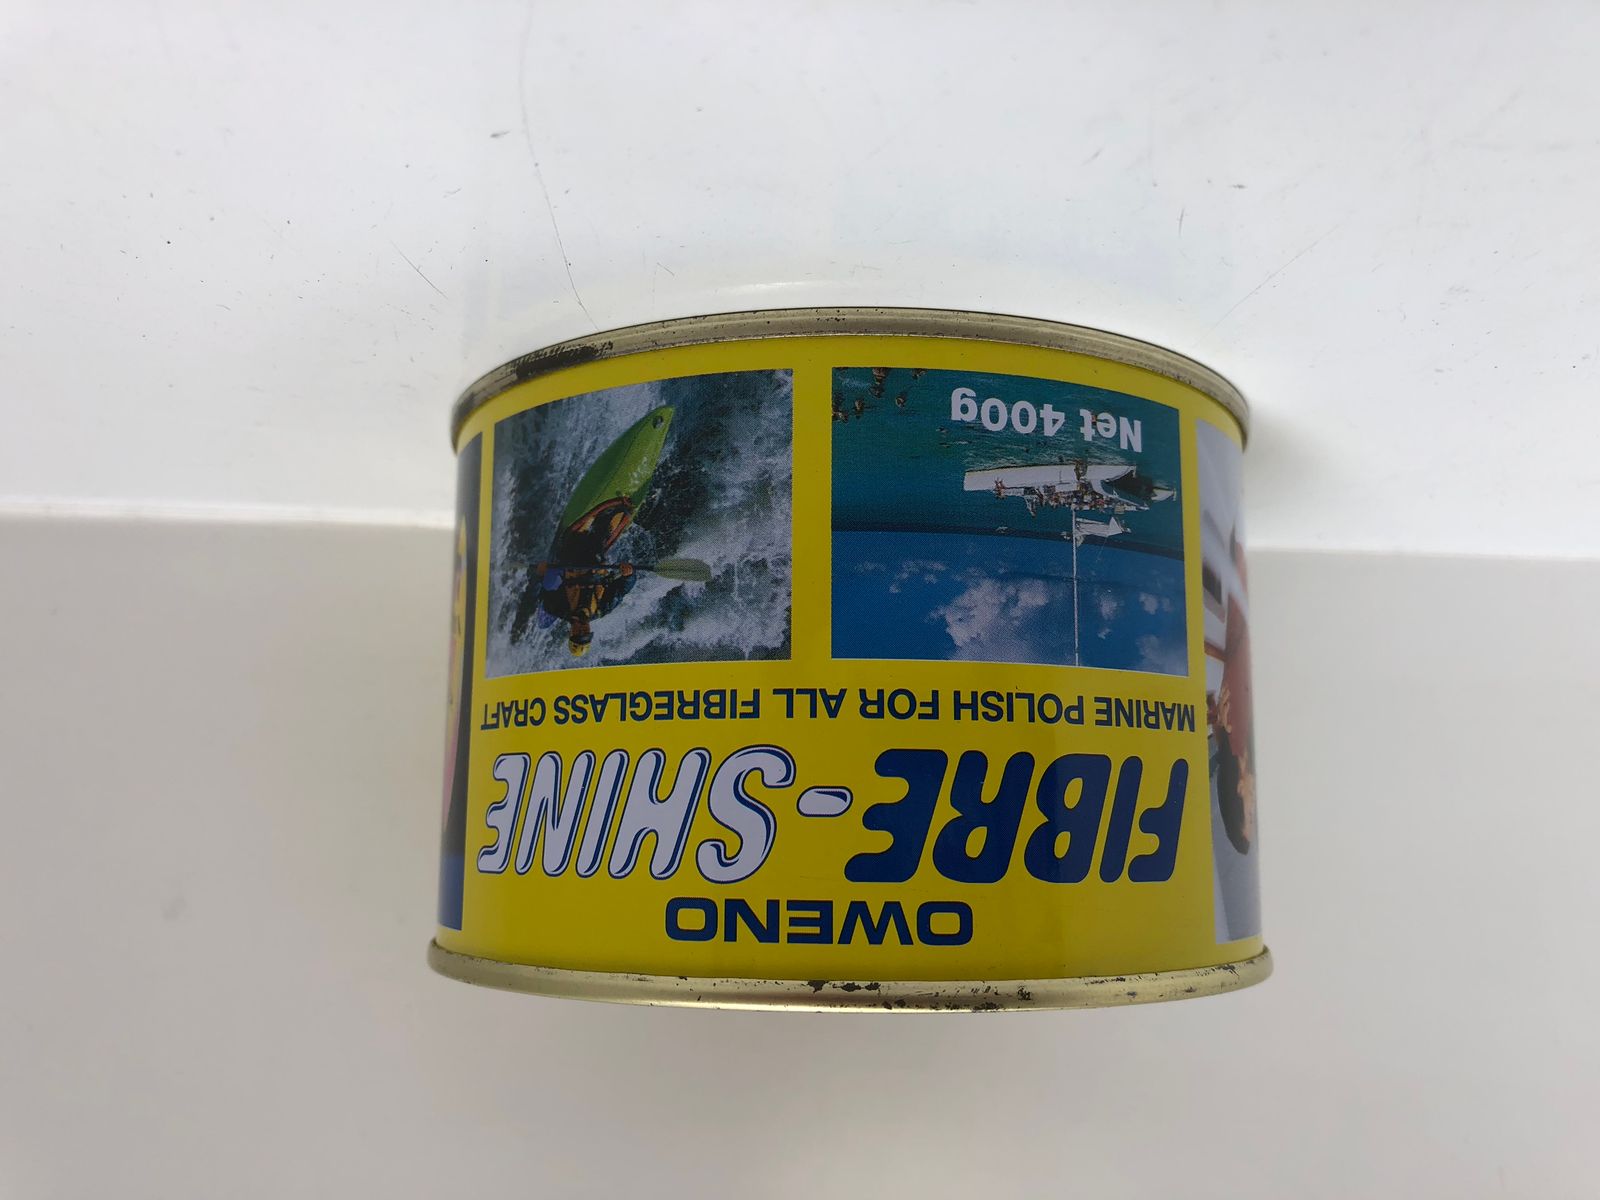 OWENO
FIBRE-SHINE
MARINE POLISH FOR ALL FIBREGLASS CRAFT
Net 400g